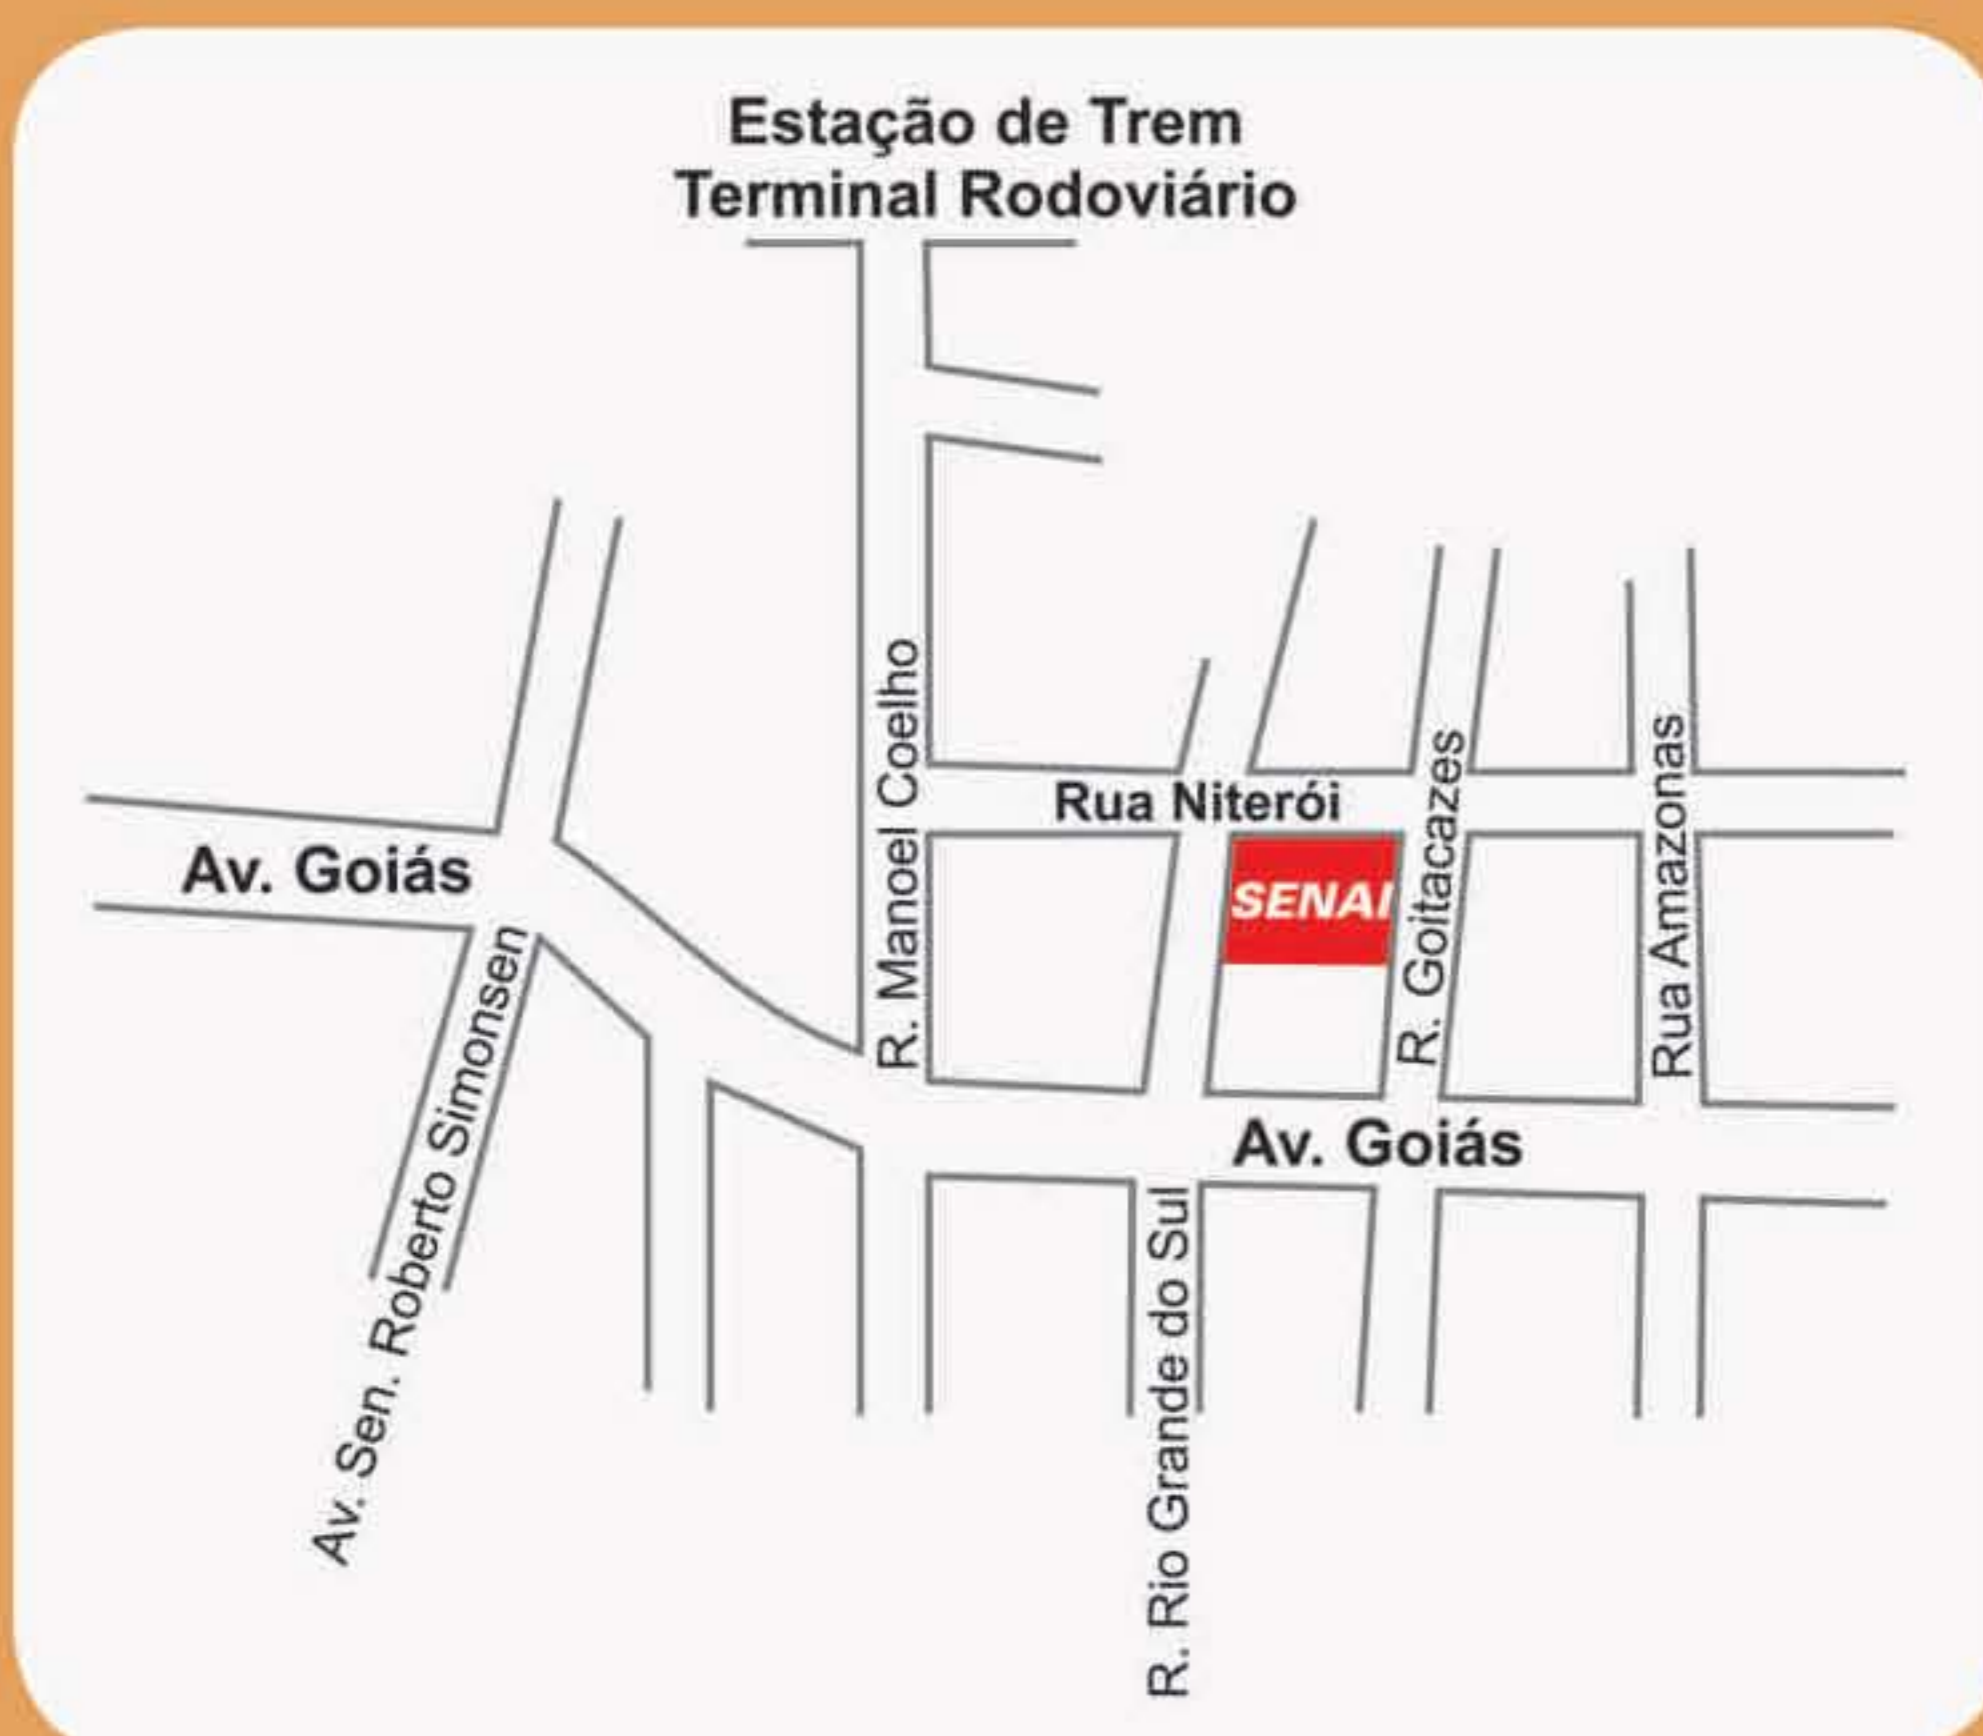 Estação de Trem
Terminal Rodoviário
R. Manoel Coelho
Rua Niterói
R. Goitacazes
Rua Amazonas
Av. Goiás
SENAI
Av. Sen. Roberto Simonsen
Av. Goiás
R. Rio Grande do Sul